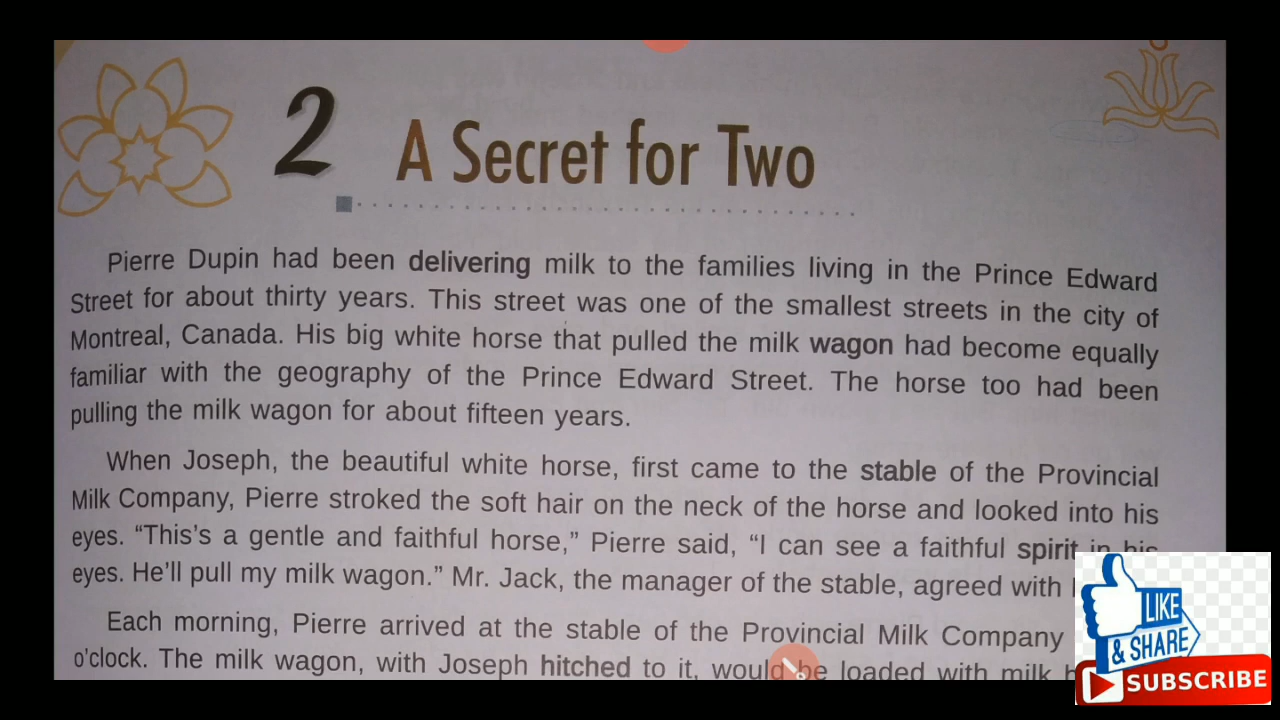 2 A Secret for Two
Pierre Dupin had been delivering milk to the families living in the Prince Edward
Street for about thirty years. This street was one of the smallest streets in the city of
Montreal, Canada. His big white horse that pulled the milk wagon had become equally
familiar with the geography of the Prince Edward Street. The horse too had been
pulling the milk wagon for about fifteen years.
When Joseph, the beautiful white horse, first came to the stable of the Provincial
Milk Company, Pierre stroked the soft hair on the neck of the horse and looked into his
eyes. “This’s a gentle and faithful horse,” Pierre said, “I can see a faithful spirit in his
eyes. He’ll pull my milk wagon.” Mr. Jack, the manager of the stable, agreed with
Each morning, Pierre arrived at the stable of the Provincial Milk Company
o’clock. The milk wagon, with Joseph hitched to it, would be loaded with milk
LIKE
& SHARE
SUBSCRIBE